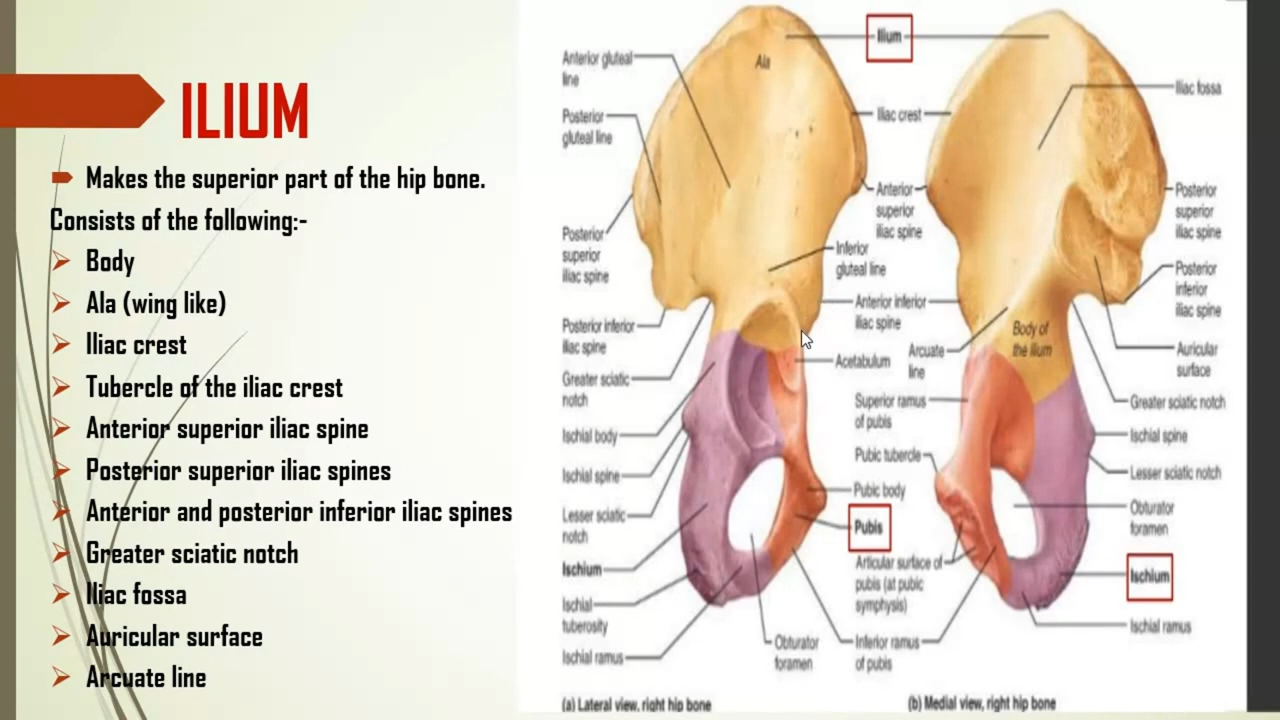 ILIUM
Makes the superior part of the hip bone.
Consists of the following:-
Body
Ala (wing like)
Iliac crest
Tubercle of the iliac crest
Anterior superior iliac spine
Posterior superior iliac spines
Anterior and posterior inferior iliac spines
Greater sciatic notch
Iliac fossa
Auricular surface
Arcuate line
Anterior gluteal
line
Posterior
gluteal line
Posterior
superior
iliac spine
Posterior inferior
iliac spine
Greater sciatic
notch
Ischial body
Ischial spine
Lesser sciatic
notch
Ischium
Ischial
tuberosity
Ischial ramus
Ala
Ilium
Iliac crest
Anterior
superior
iliac spine
Inferior
gluteal line
Anterior inferior
iliac spine
Acetabulum
Arcuate
line
Superior ramus
of pubis
Pubic tubercle
Pubic body
Pubis
Articular surface of
pubis (at pubic
symphysis)
Inferior ramus
of pubis
Obturator
foramen
Body of
the ilium
Iliac fossa
Posterior
superior
iliac spine
Posterior
inferior
iliac spine
Auricular
surface
Greater sciatic notch
Ischial spine
Lesser sciatic notch
Obturator
foramen
Ischium
Ischial ramus
(a) Lateral view, right hip bone
(b) Medial view, right hip bone